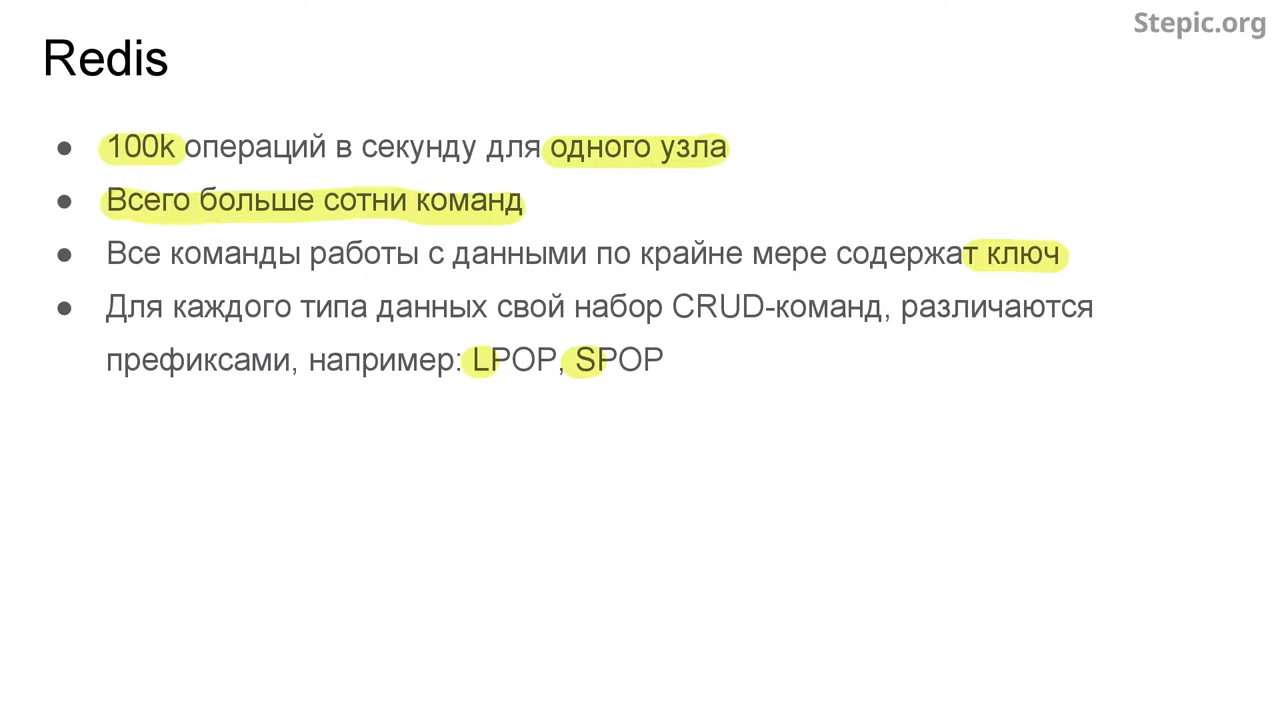 Stepic.org
Redis
● 100k операций в секунду для одного узла
● Всего больше сотни команд
● Все команды работы с данными по крайне мере содержат ключ
● Для каждого типа данных свой набор CRUD-команд, различаются
префиксами, например: LPOP, SPOP